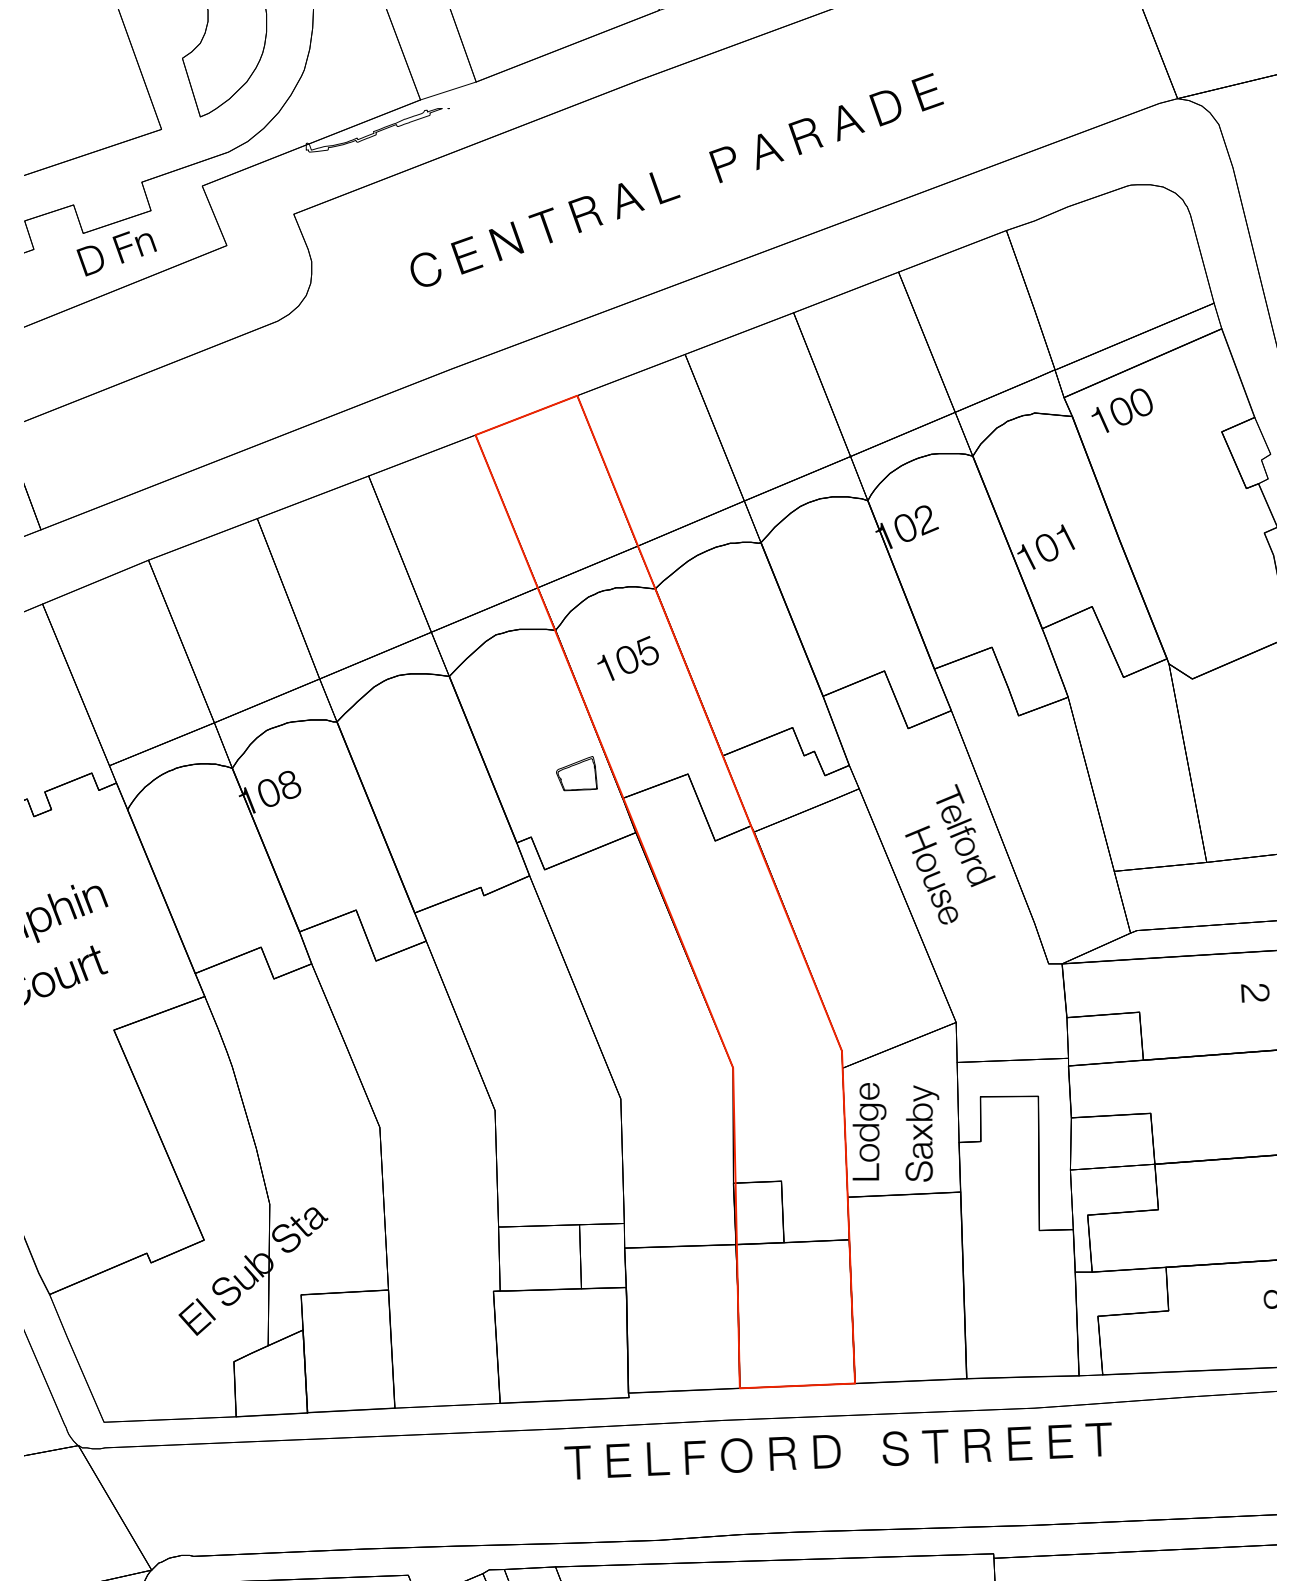 CENTRAL PARADE
D Fn
100
102
101
105
108
Telford
House
2
Lodge
Saxby
El Sub Sta
TELFORD STREET